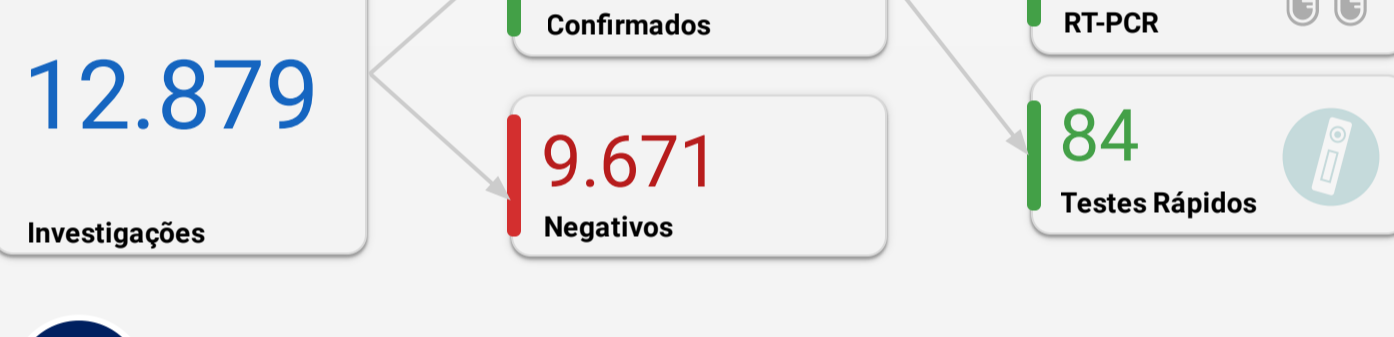 12.879
Investigações
Confirmados
9.671
Negativos
RT-PCR
84
Testes Rápidos